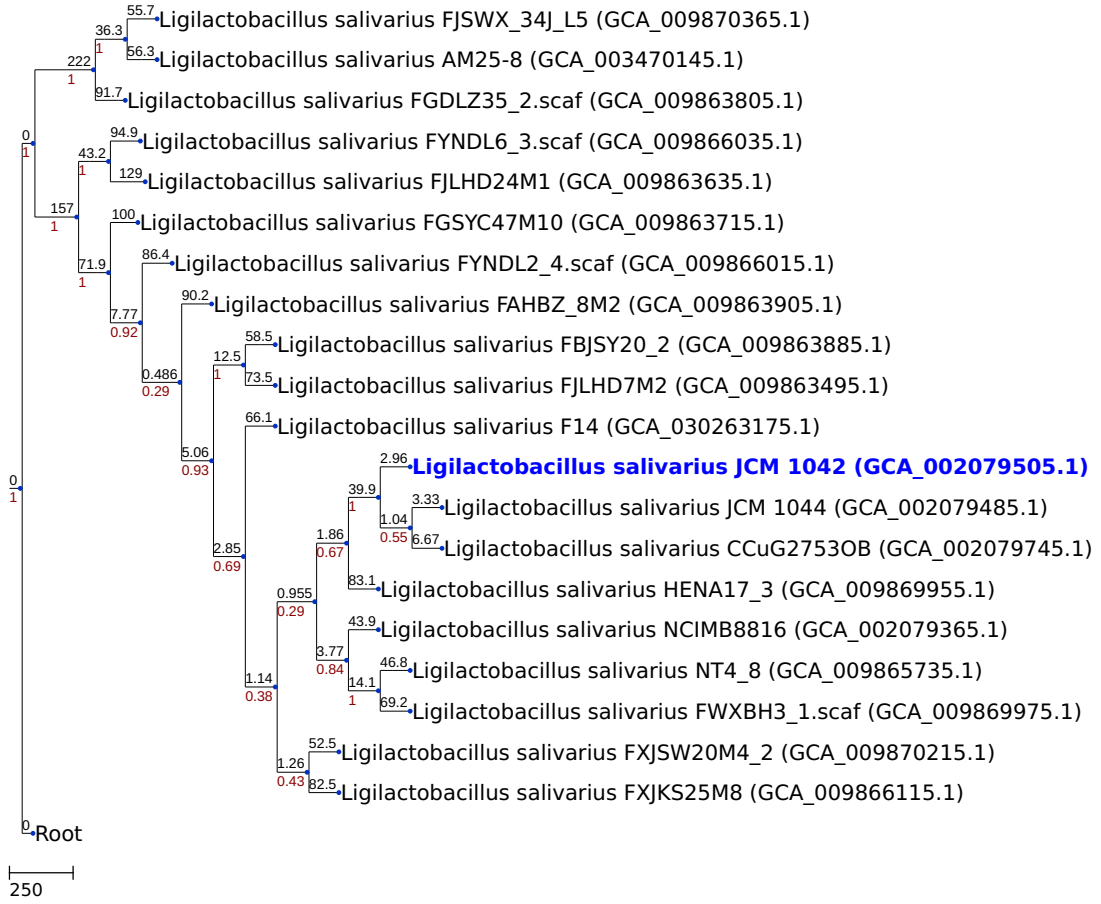 55.7
Ligilactobacillus salivarius FJSWX_34J_L5 (GCA_009870365.1)
36.3
1
56.3
Ligilactobacillus salivarius AM25-8 (GCA_003470145.1)
222
1
91.7
Ligilactobacillus salivarius FGDLZ35_2.scaf (GCA_009863805.1)
0
1
94.9
Ligilactobacillus salivarius FYNDL6_3.scaf (GCA_009866035.1)
43.2
1
129
Ligilactobacillus salivarius FJLHD24M1 (GCA_009863635.1)
157
1
100
Ligilactobacillus salivarius FGSYC47M10 (GCA_009863715.1)
71.9
1
86.4
Ligilactobacillus salivarius FYNDL2_4.scaf (GCA_009866015.1)
7.77
0.92
90.2
Ligilactobacillus salivarius FAHBZ_8M2 (GCA_009863905.1)
0.486
0.29
58.5
Ligilactobacillus salivarius FBJSY20_2 (GCA_009863885.1)
12.5
1
73.5
Ligilactobacillus salivarius FJLHD7M2 (GCA_009863495.1)
5.06
0.93
66.1
Ligilactobacillus salivarius F14 (GCA_030263175.1)
0
1
2.96
Ligilactobacillus salivarius JCM 1042 (GCA_002079505.1)
39.9
1
3.33
Ligilactobacillus salivarius JCM 1044 (GCA_002079485.1)
1.04
0.55
6.67
Ligilactobacillus salivarius CCuG2753OB (GCA_002079745.1)
2.85
0.69
1.86
0.67
83.1
Ligilactobacillus salivarius HENA17_3 (GCA_009869955.1)
0.955
0.29
43.9
Ligilactobacillus salivarius NCIMB8816 (GCA_002079365.1)
3.77
0.84
46.8
Ligilactobacillus salivarius NT4_8 (GCA_009865735.1)
14.1
1
69.2
Ligilactobacillus salivarius FWXBH3_1.scaf (GCA_009869975.1)
1.14
0.38
52.5
Ligilactobacillus salivarius FXJSW20M4_2 (GCA_009870215.1)
1.26
0.43
82.5
Ligilactobacillus salivarius FXJKS25M8 (GCA_009866115.1)
0
Root
250